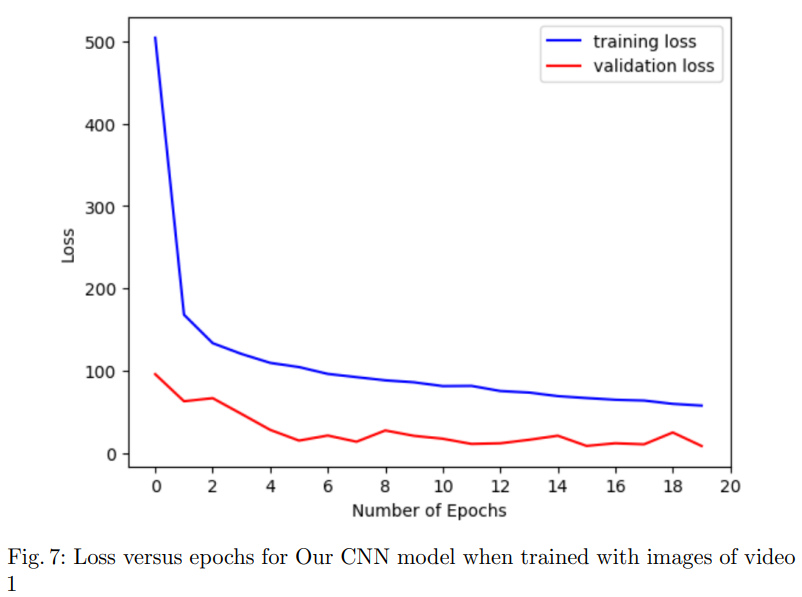 500
400
300
200
100
0
Loss
training loss
validation loss
0 2 4 6 8 10 12 14 16 18 20
Number of Epochs
Fig. 7: Loss versus epochs for Our CNN model when trained with images of video
1